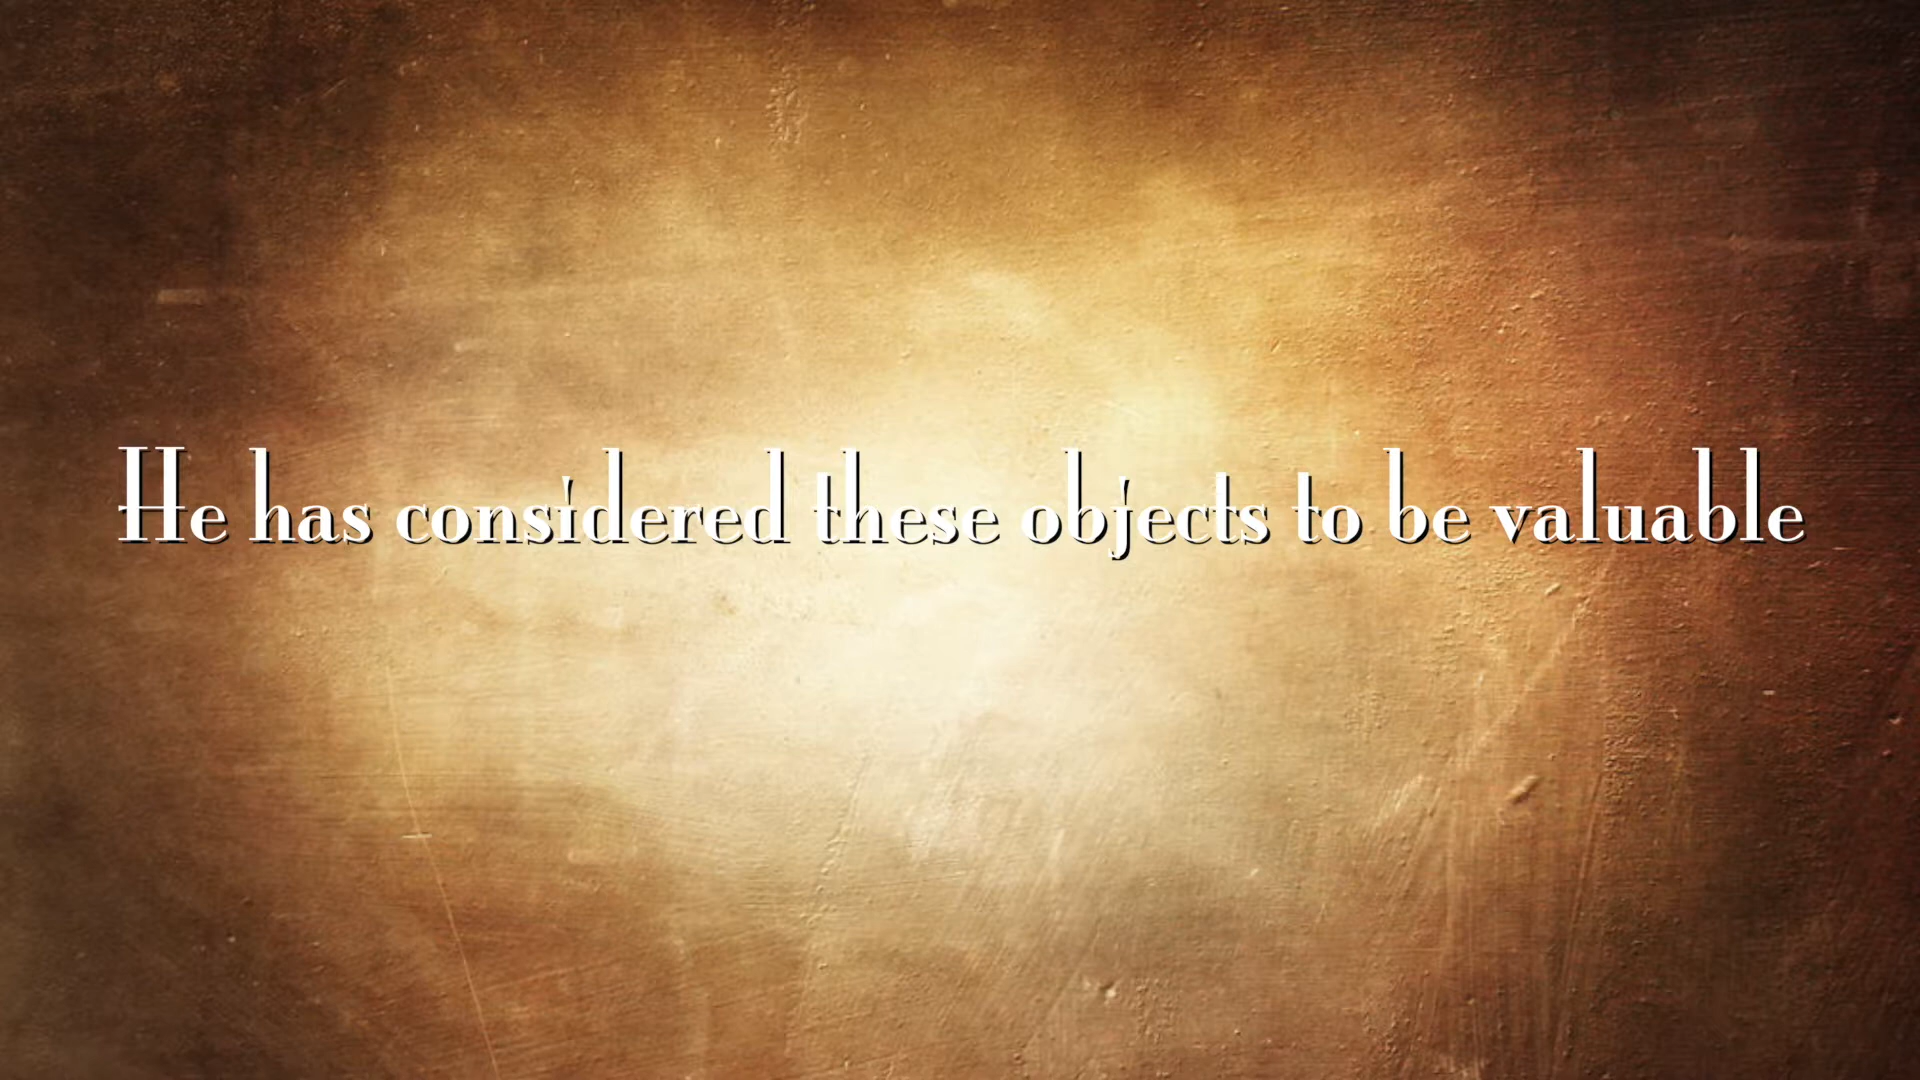 He has considered these objects to be valuable